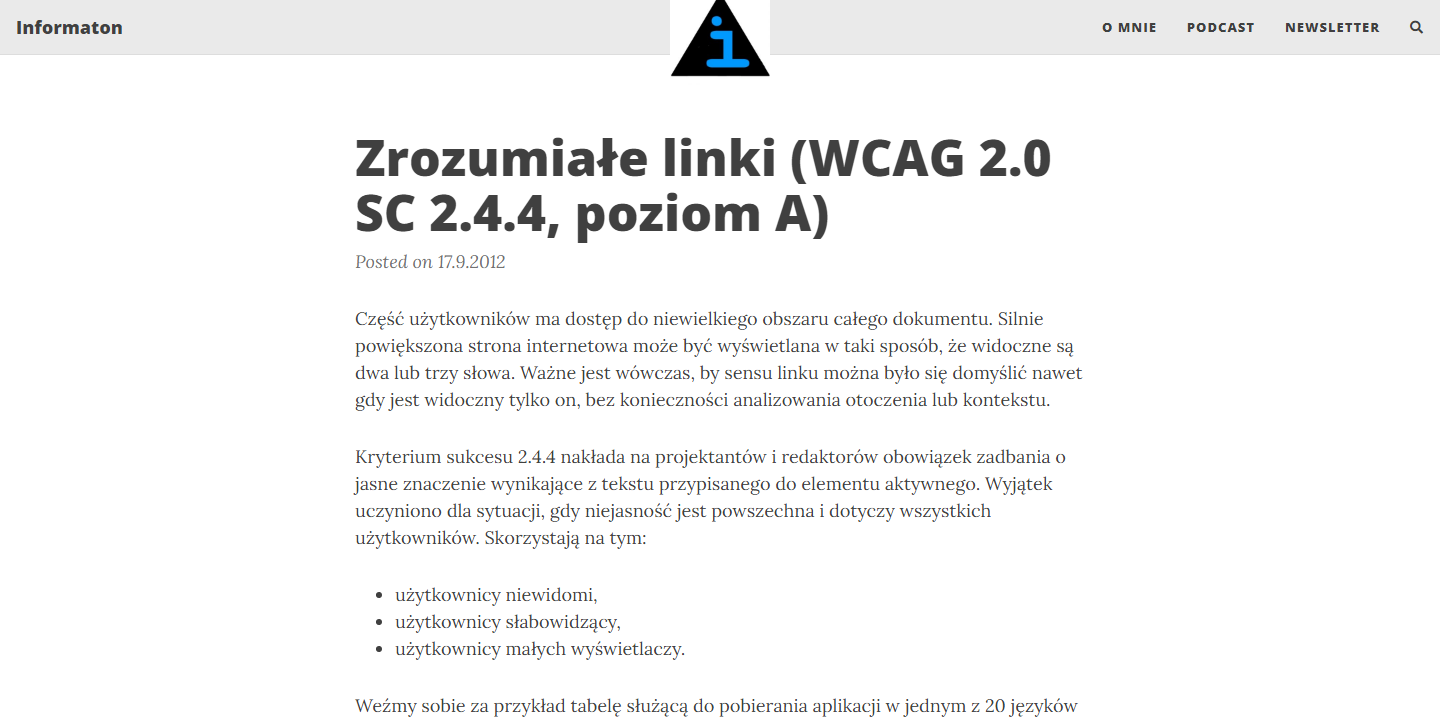 Informaton
i
O MNIE
PODCAST
NEWSLETTER
Zrozumiałe linki (WCAG 2.0
SC 2.4.4, poziom A)
Posted on 17.9.2012
Część użytkowników ma dostęp do niewielkiego obszaru całego dokumentu. Silnie
powiększona strona internetowa może być wyświetlana w taki sposób, że widoczne są
dwa lub trzy słowa. Ważne jest wówczas, by sensu linku można było się domyślić nawet
gdy jest widoczny tylko on, bez konieczności analizowania otoczenia lub kontekstu.
Kryterium sukcesu 2.4.4 nakłada na projektantów i redaktorów obowiązek zadbania o
jasne znaczenie wynikające z tekstu przypisanego do elementu aktywnego. Wyjątek
uczyniono dla sytuacji, gdy niejasność jest powszechna i dotyczy wszystkich
użytkowników. Skorzystają na tym:
użytkownicy niewidomi,
użytkownicy słabowidzący,
użytkownicy małych wyświetlaczy.
Weźmy sobie za przykład tabelę służącą do pobierania aplikacji w jednym z 20 języków